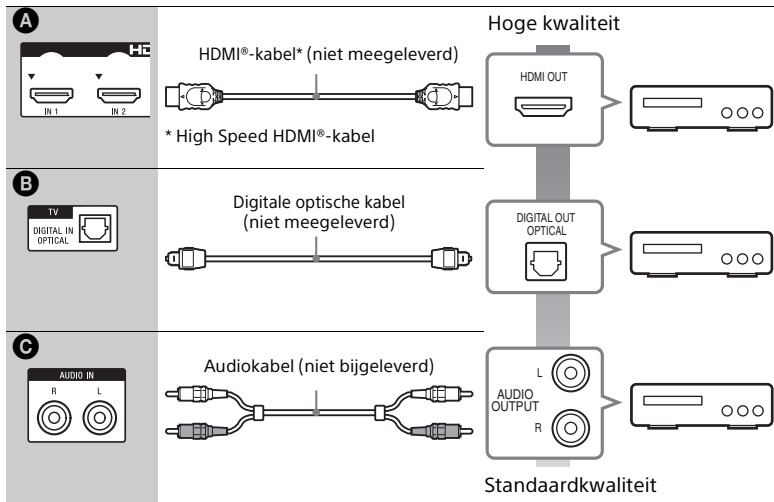 A
HD
IN 1
IN 2
HDMI®-kabel* (niet meegeleverd)
* High Speed HDMI®-kabel
Hoge kwaliteit
HDMI OUT
B
TV
DIGITAL IN
OPTICAL
Digitale optische kabel
(niet meegeleverd)
DIGITAL OUT
OPTICAL
C
AUDIO IN
R L
Audiokabel (niet bijgeleverd)
L
AUDIO
OUTPUT
R
Standaardkwaliteit